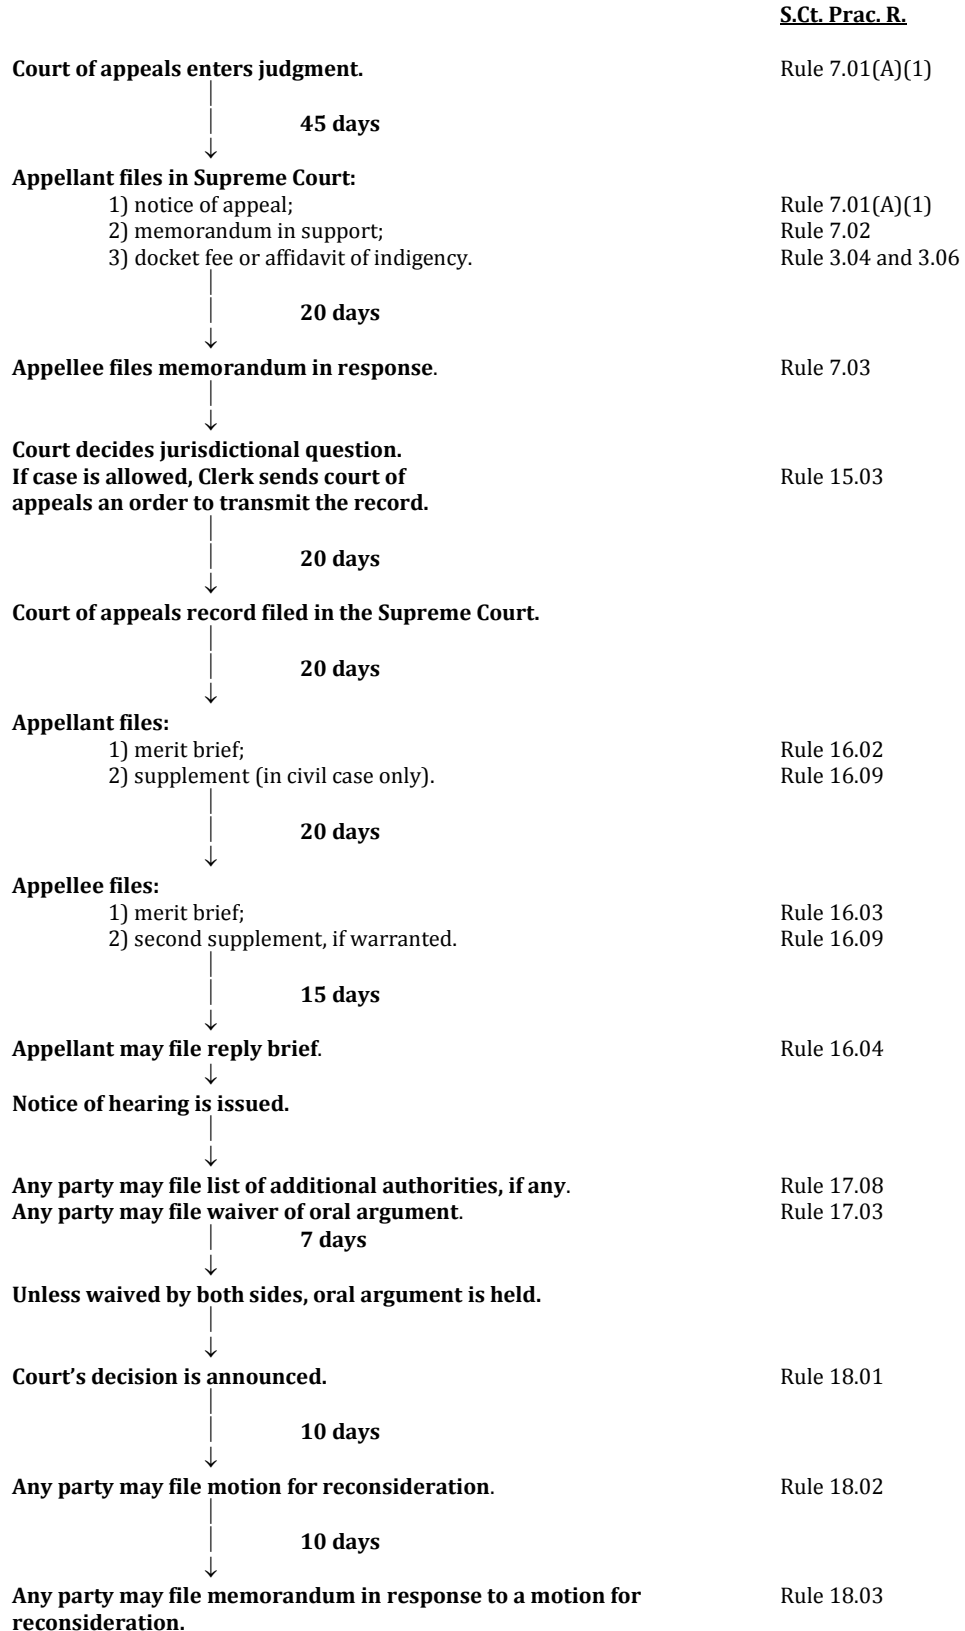 S.Ct. Prac. R.
Court of appeals enters judgment. Rule 7.01(A)(1)
45 days
Appellant files in Supreme Court:
1) notice of appeal; Rule 7.01(A)(1)
2) memorandum in support; Rule 7.02
3) docket fee or affidavit of indigency. Rule 3.04 and 3.06
20 days
Appellee files memorandum in response. Rule 7.03
Court decides jurisdictional question.
If case is allowed, Clerk sends court of Rule 15.03
appeals an order to transmit the record.
20 days
Court of appeals record filed in the Supreme Court.
20 days
Appellant files:
1) merit brief; Rule 16.02
2) supplement (in civil case only). Rule 16.09
20 days
Appellee files:
1) merit brief; Rule 16.03
2) second supplement, if warranted. Rule 16.09
15 days
Appellant may file reply brief. Rule 16.04
Notice of hearing is issued.
Any party may file list of additional authorities, if any. Rule 17.08
Any party may file waiver of oral argument. Rule 17.03
7 days
Unless waived by both sides, oral argument is held.
Court’s decision is announced. Rule 18.01
10 days
Any party may file motion for reconsideration. Rule 18.02
10 days
Any party may file memorandum in response to a motion for Rule 18.03
reconsideration.